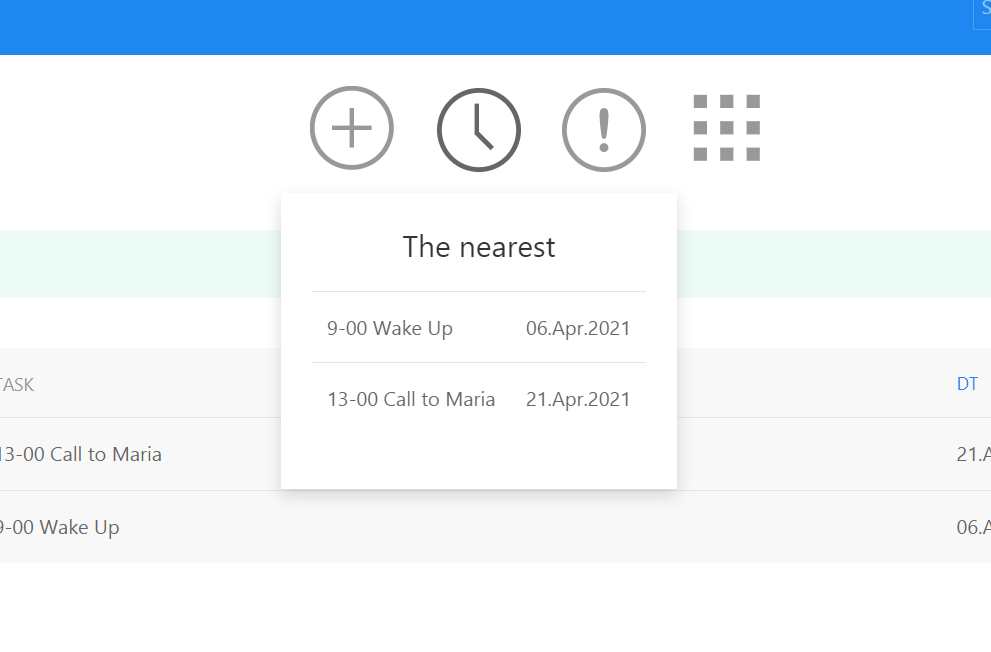 The nearest
9-00 Wake Up 06.Apr.2021
13-00 Call to Maria 21.Apr.2021
TASK DT
13-00 Call to Maria 21.A
9-00 Wake Up 06.A